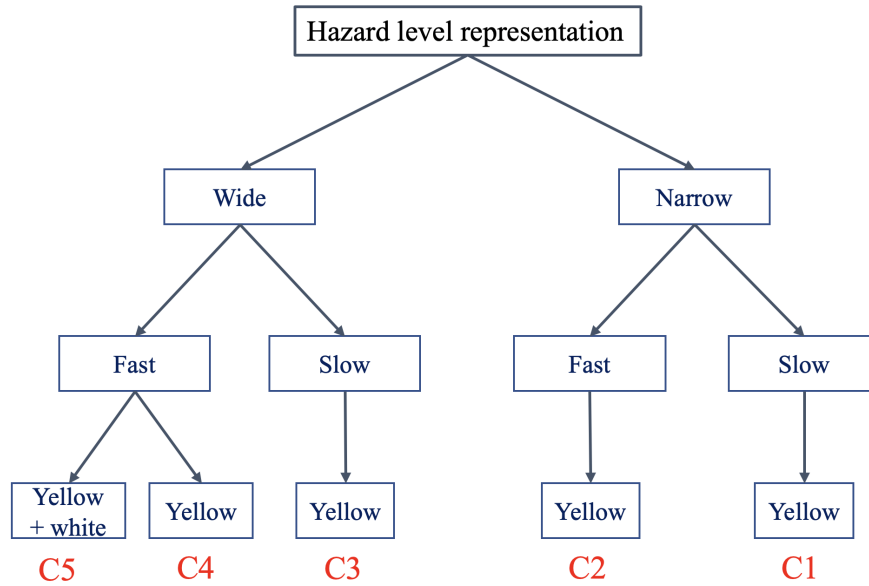 Hazard level representation
Wide
Narrow
Fast
Slow
Fast
Slow
Yellow
+ white
Yellow
Yellow
Yellow
Yellow
C5
C4
C3
C2
C1